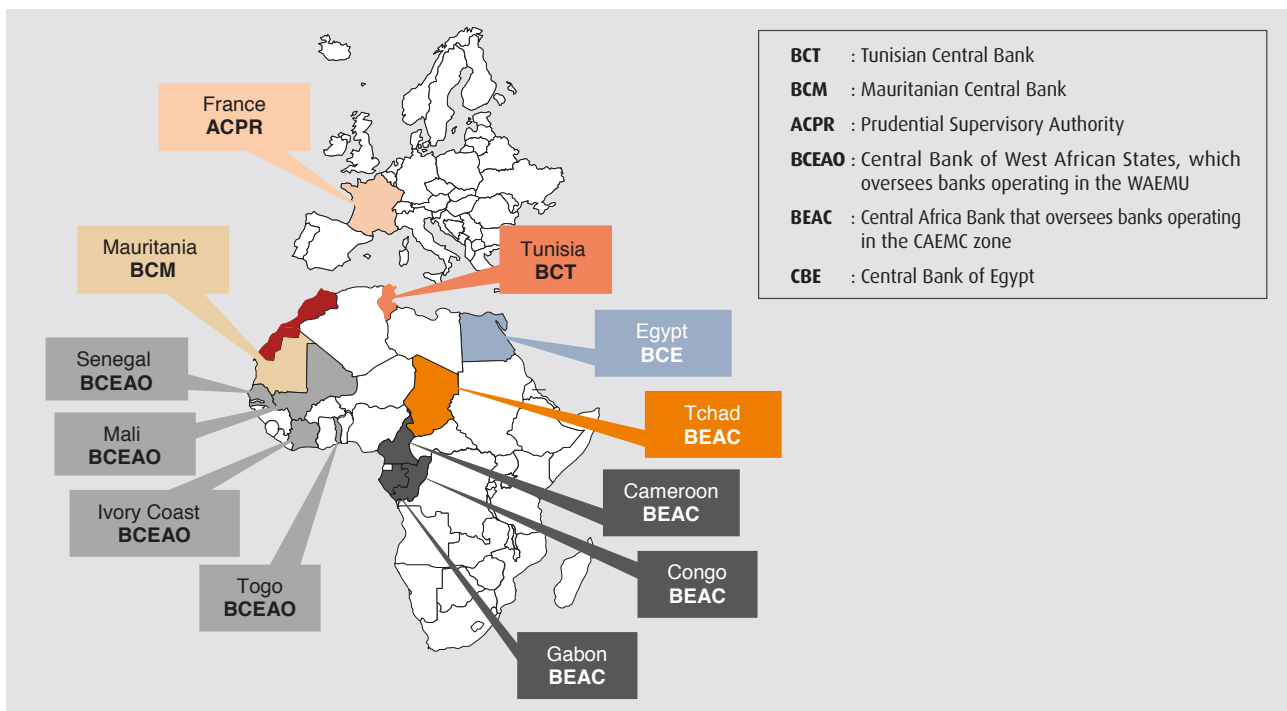 France
ACPR
Mauritania
BCM
Tunisia
BCT
Senegal
BCEAO
Egypt
BCE
Mali
BCEAO
Tchad
BEAC
Ivory Coast
BCEAO
Cameroon
BEAC
Togo
BCEAO
Congo
BEAC
Gabon
BEAC
BCT : Tunisian Central Bank
BCM : Mauritanian Central Bank
ACPR : Prudential Supervisory Authority
BCEAO : Central Bank of West African States, which
oversees banks operating in the WAEMU
BEAC : Central Africa Bank that oversees banks operating
in the CAEMC zone
CBE : Central Bank of Egypt